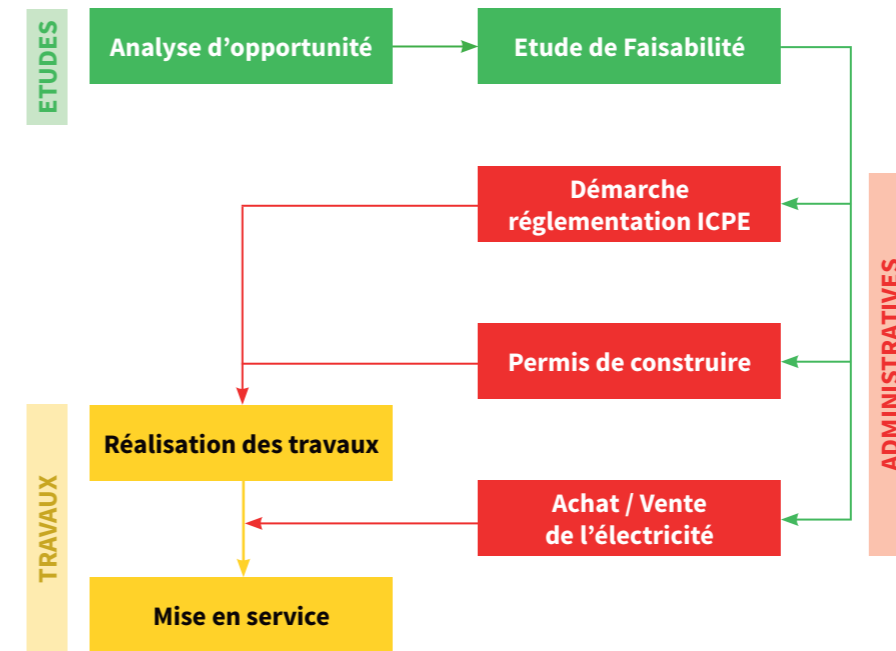 ETUDES
Analyse d’opportunité
Etude de Faisabilité
Démarche
réglementation ICPE
Permis de construire
ADMINISTRATIVES
Réalisation des travaux
TRAVAUX
Achat / Vente
de l’électricité
Mise en service